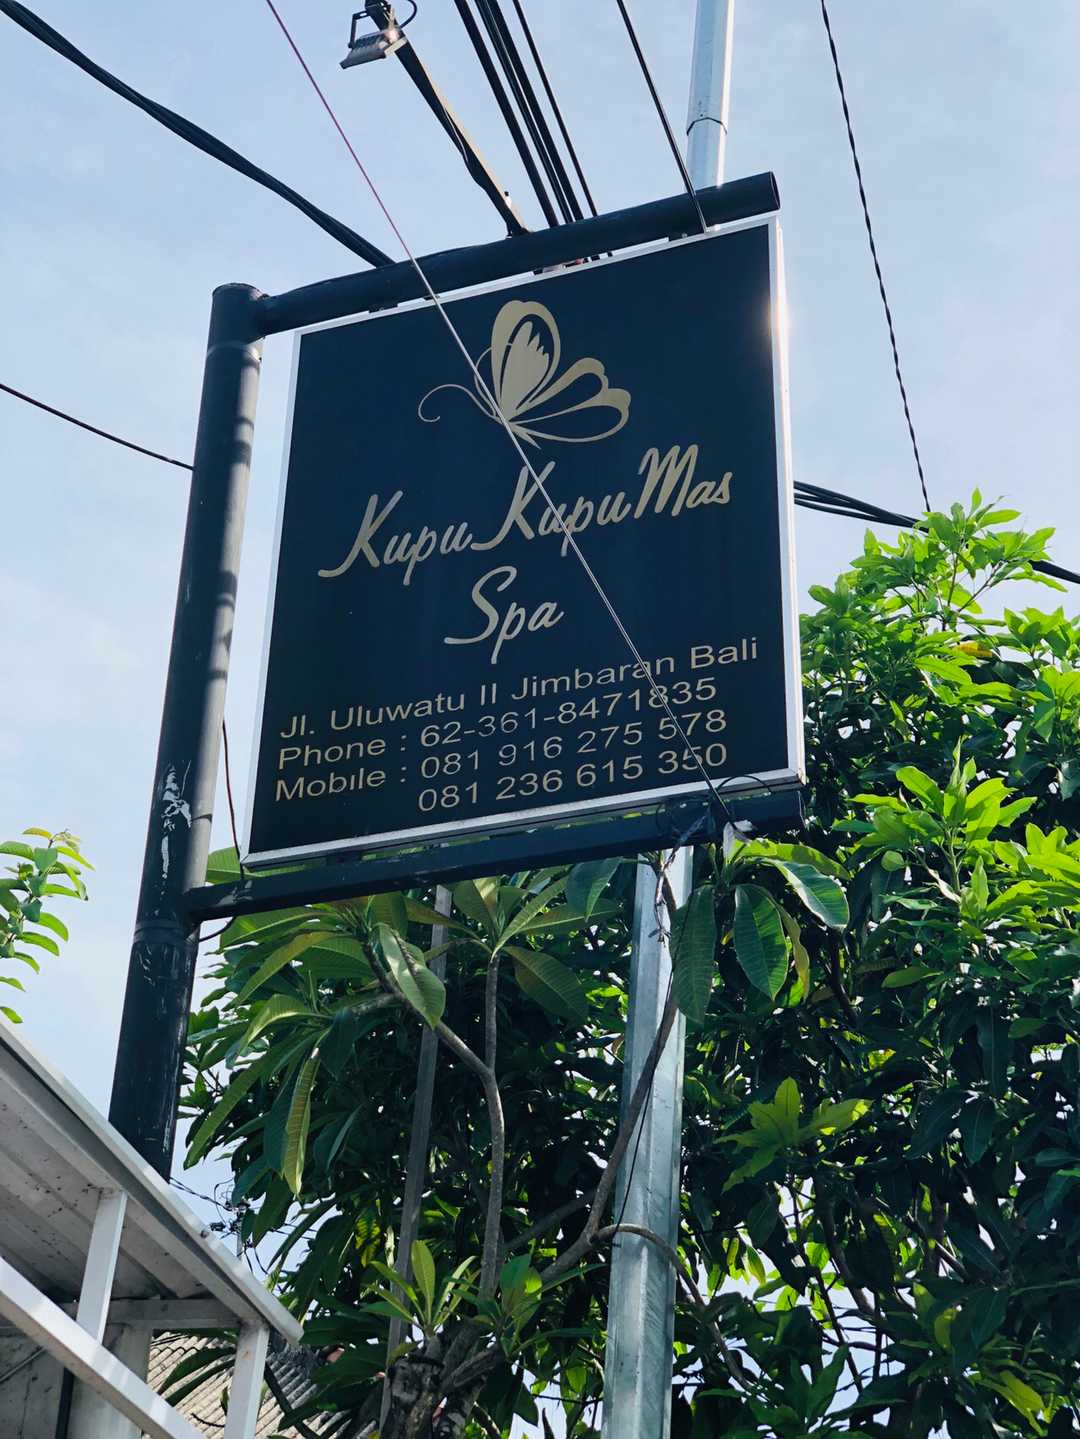 Kupu Kupu Mas
Spa
Jl. Uluwatu II Jimbaran Bali
Phone : 62-361-8471835
Mobile : 081 916 275 578
081 236 615 350